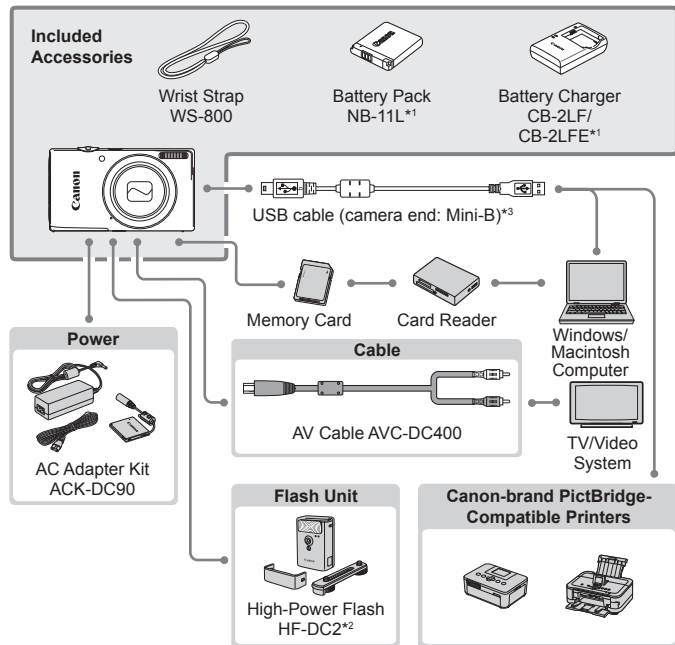 Included
Accessories
Wrist Strap
WS-800
Battery Pack
NB-11L*1
Battery Charger
CB-2LF/
CB-2LFE*1
Canon
USB cable (camera end: Mini-B)*3
Memory Card
Card Reader
Windows/
Macintosh
Computer
Power
AC Adapter Kit
ACK-DC90
Cable
AV Cable AVC-DC400
TV/Video
System
Flash Unit
High-Power Flash
HF-DC2*2
Canon-brand PictBridge-
Compatible Printers